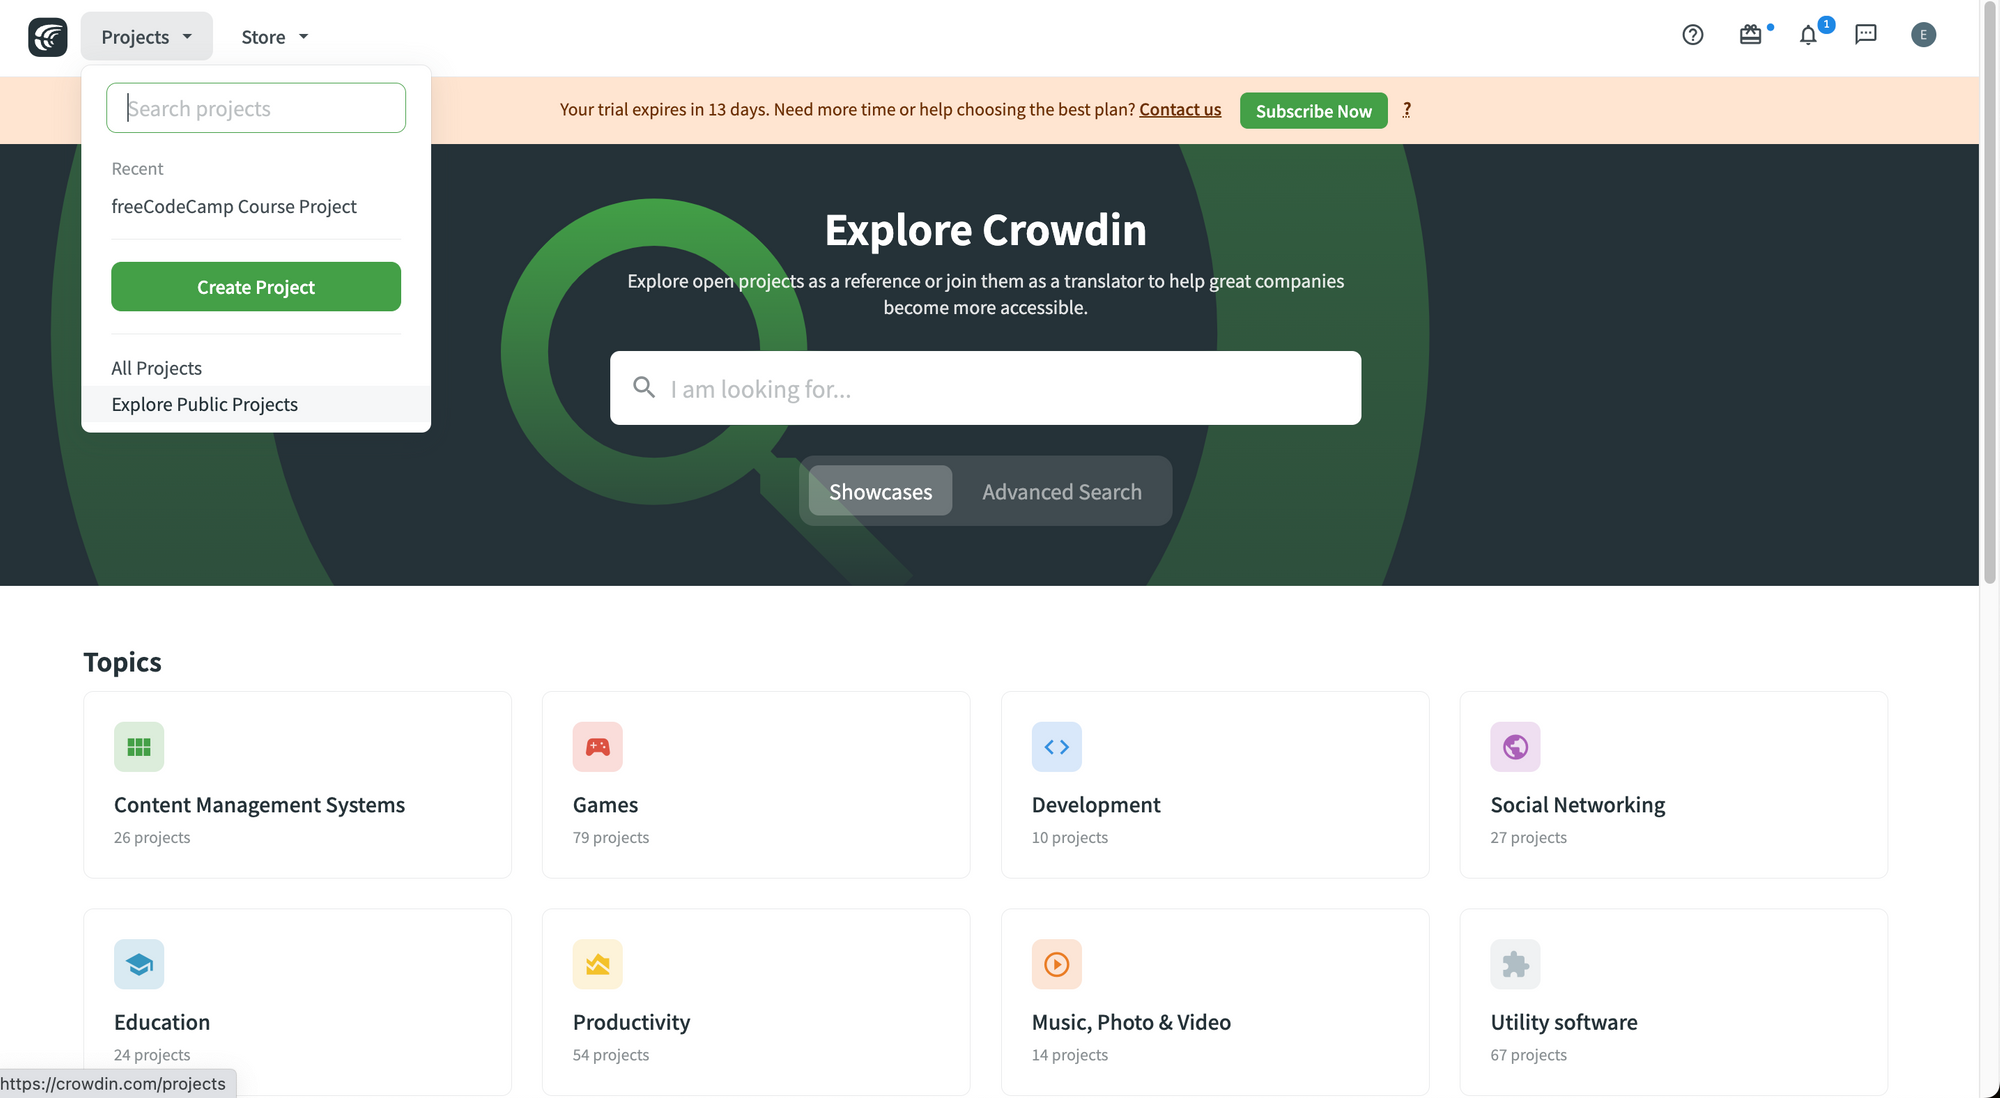 Projects
Store
1
E
Search projects
Your trial expires in 13 days. Need more time or help choosing the best plan? Contact us
Subscribe Now
?
Recent
freeCodeCamp Course Project
Create Project
All Projects
Explore Public Projects
Explore Crowdin
Explore open projects as a reference or join them as a translator to help great companies
become more accessible.
I am looking for...
Showcases
Advanced Search
Topics
Content Management Systems
26 projects
Games
79 projects
Development
10 projects
Social Networking
27 projects
Education
24 projects
Productivity
54 projects
Music, Photo & Video
14 projects
Utility software
67 projects
https://crowdin.com/projects